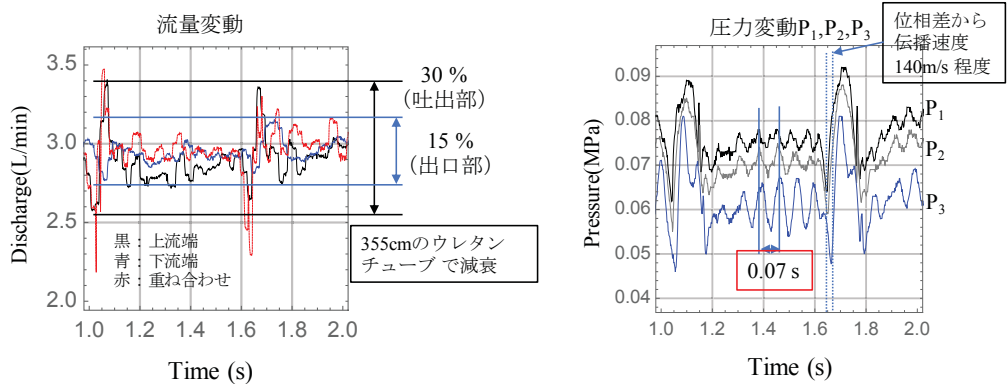 流量変動
Discharge(L/min)
3.5
3.0
2.5
2.0
1.0 1.2 1.4 1.6 1.8 2.0
Time (s)
黒：上流端
青：下流端
赤：重ね合わせ
30 %
（吐出部）
15 %
（出口部）
355cmのウレタン
チューブ で減衰
圧力変動P₁,P₂,P₃
Pressure(MPa)
0.09
0.08
0.07
0.06
0.05
0.04
1.0 1.2 1.4 1.6 1.8 2.0
Time (s)
0.07 s
P₁
P₂
P₃
位相差から
伝播速度
140m/s 程度